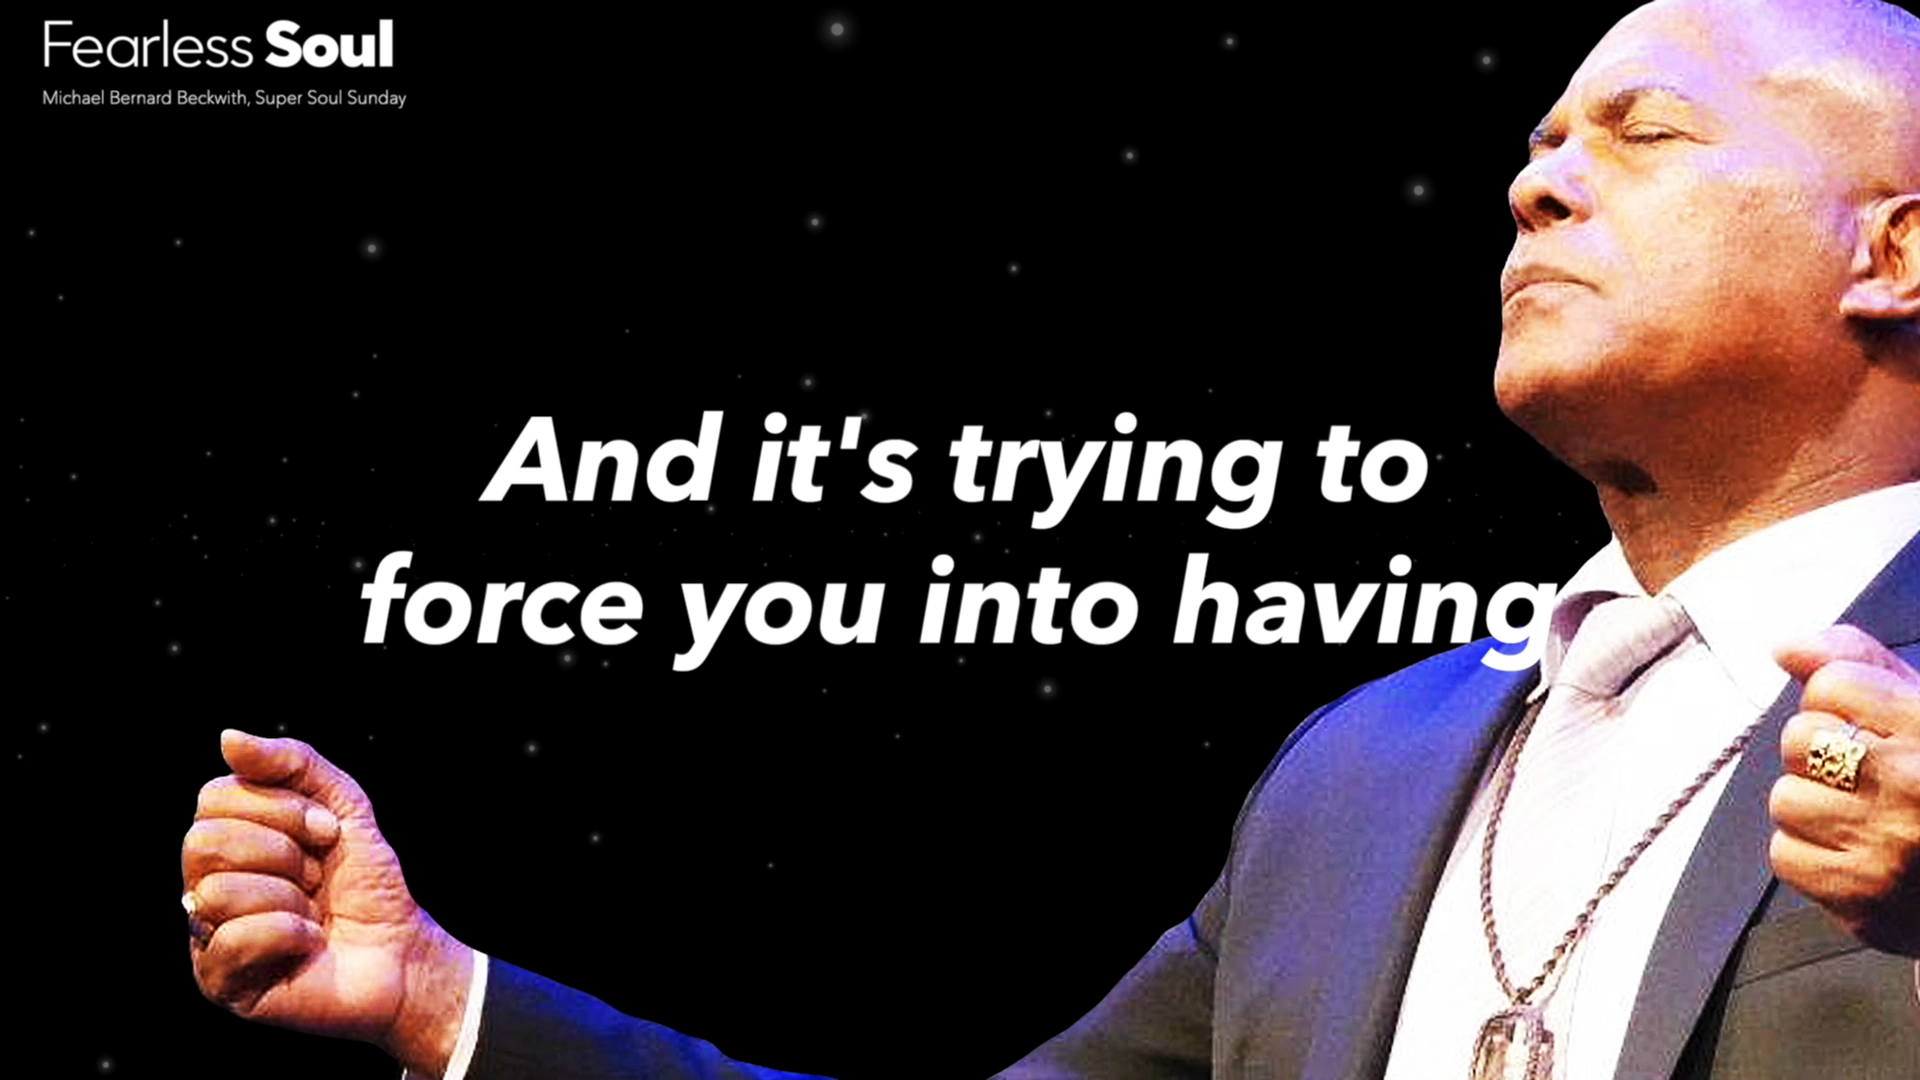 Fearless Soul
Michael Bernard Beckwith, Super Soul Sunday
And it's trying to
force you into having